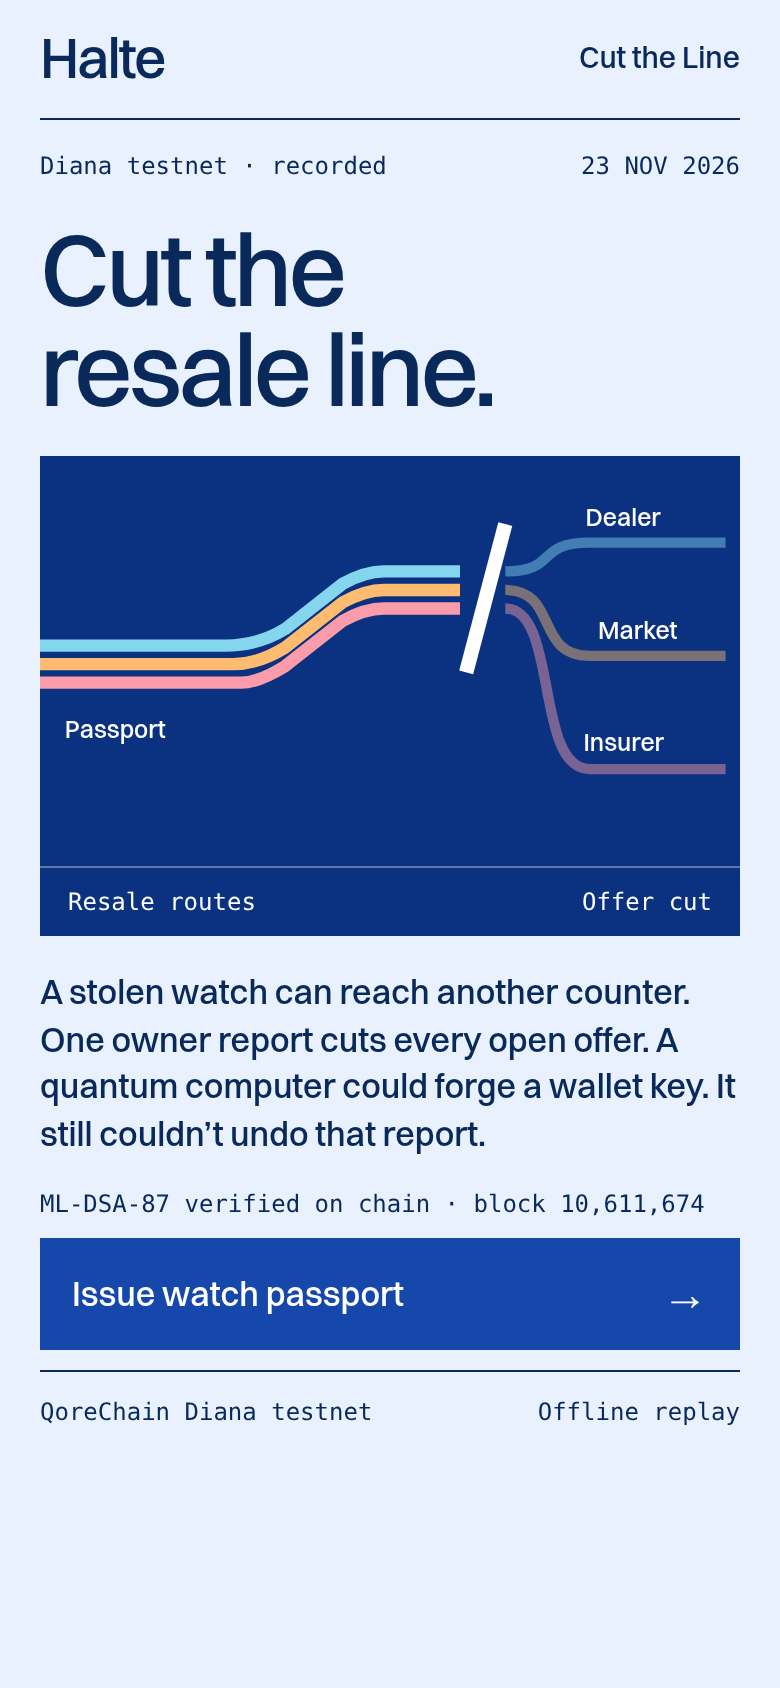 Halte
Cut the Line
Diana testnet · recorded
23 NOV 2026
Cut the
resale line.
Dealer
Market
Passport
Insurer
Resale routes
Offer cut
A stolen watch can reach another counter.
One owner report cuts every open offer. A
quantum computer could forge a wallet key. It
still couldn’t undo that report.
ML-DSA-87 verified on chain · block 10,611,674
Issue watch passport →
QoreChain Diana testnet
Offline replay